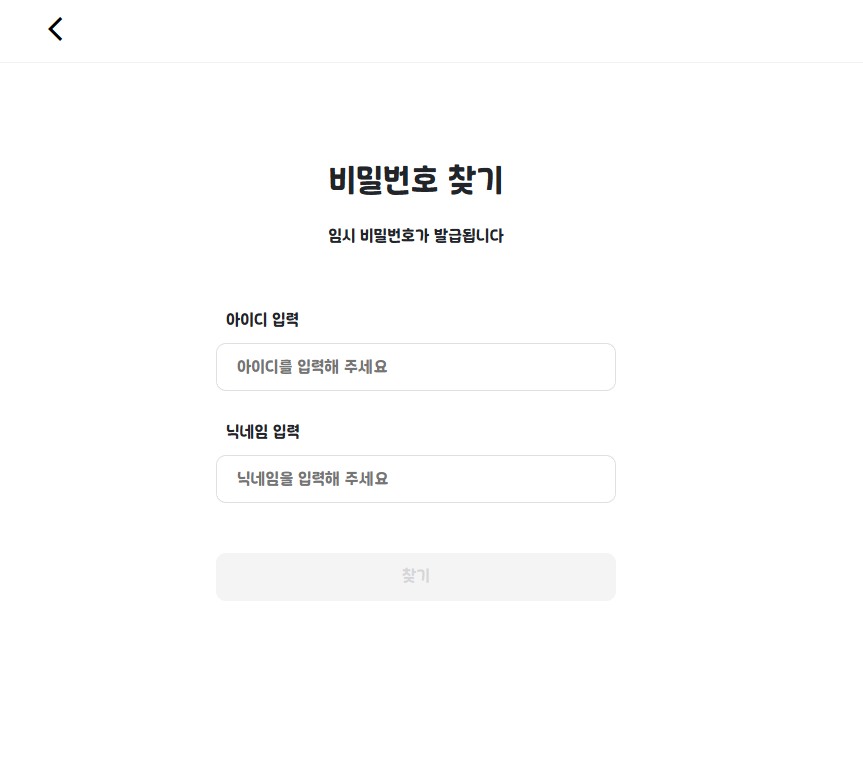 비밀번호 찾기
임시 비밀번호가 발급됩니다
아이디 입력
아이디를 입력해 주세요
닉네임 입력
닉네임을 입력해 주세요
찾기